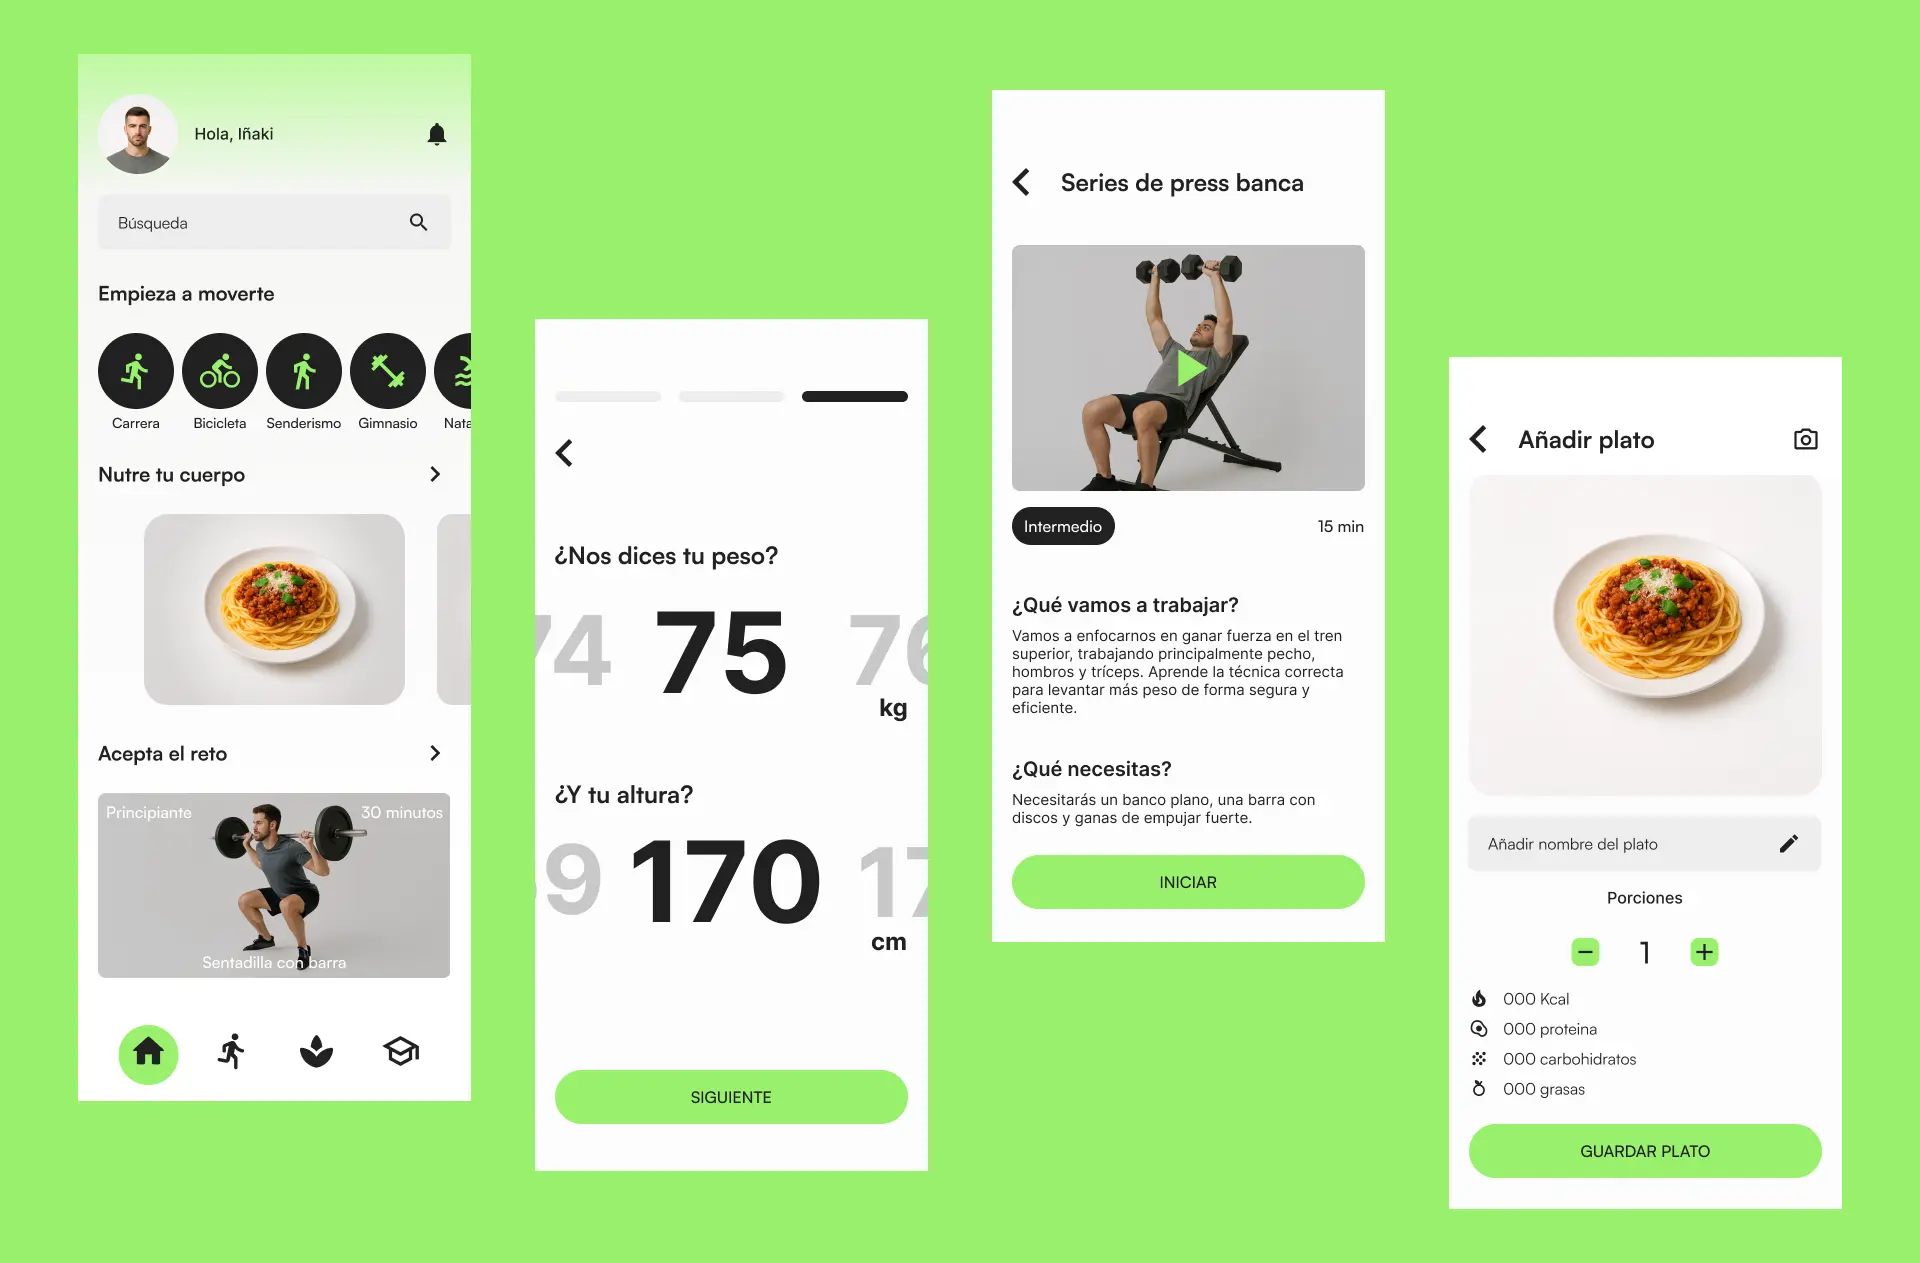 Hola, Iñaki
Búsqueda
Empieza a moverte
Carrera
Bicicleta
Senderismo
Gimnasio
Nata
Nutre tu cuerpo
Acepta el reto
Principiante
30 minutos
Sentadilla con barra
¿Nos dices tu peso?
74 75 76
kg
¿Y tu altura?
9 170 17
cm
SIGUIENTE
Series de press banca
Intermedio
15 min
¿Qué vamos a trabajar?
Vamos a enfocarnos en ganar fuerza en el tren
superior, trabajando principalmente pecho,
hombros y tríceps. Aprende la técnica correcta
para levantar más peso de forma segura y
eficiente.
¿Qué necesitas?
Necesitarás un banco plano, una barra con
discos y ganas de empujar fuerte.
INICIAR
Añadir plato
Añadir nombre del plato
Porciones
1
000 Kcal
000 proteina
000 carbohidratos
000 grasas
GUARDAR PLATO